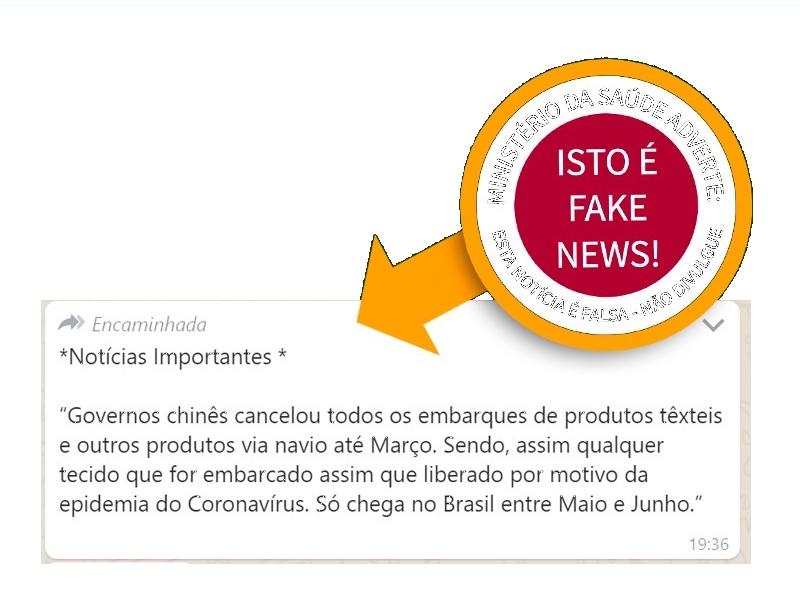 MINISTÉRIO DA SAÚDE ADVERTE:
ISTO É
FAKE
NEWS!
ESTA NOTÍCIA É FALSA - NÃO DIVULGUE
Encaminhada
*Notícias Importantes *
“Governos chinês cancelou todos os embarques de produtos têxteis
e outros produtos via navio até Março. Sendo, assim qualquer
tecido que for embarcado assim que liberado por motivo da
epidemia do Coronavírus. Só chega no Brasil entre Maio e Junho.”
19:36